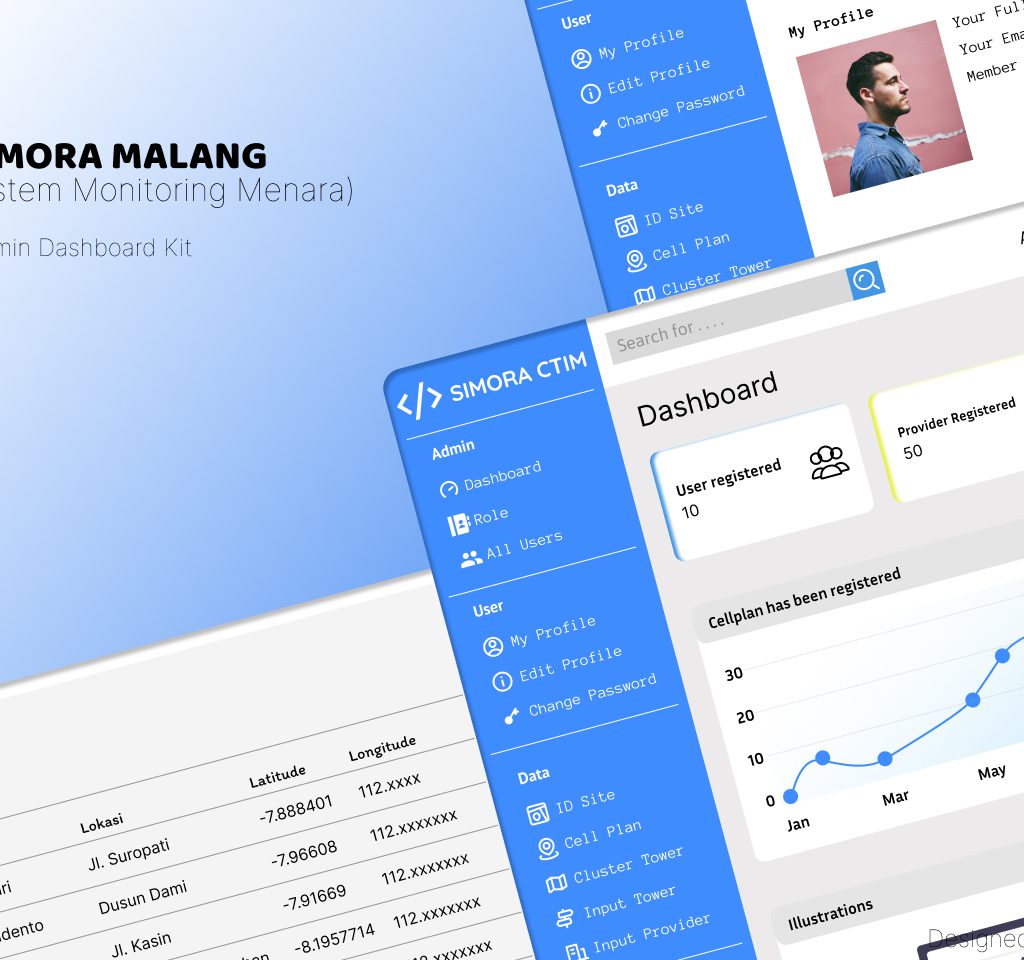 MORA MALANG
stem Monitoring Menara)
min Dashboard Kit
User
My Profile
Edit Profile
Change Password
Data
ID Site
Cell Plan
Cluster Tower
My Profile
Your Full
Your Ema
Member
Search for . . . .
SIMORA CTIM
Admin
Dashboard
Role
All Users
User
My Profile
Edit Profile
Change Password
Data
ID Site
Cell Plan
Cluster Tower
Input Tower
Input Provider
Dashboard
User registered
10
Provider Registered
50
Cellplan has been registered
30
20
10
0
Jan
Mar
May
Illustrations
Designed
Lokasi Latitude Longitude
ri Jl. Suropati -7.888401 112.xxxx
dento Dusun Dami -7.96608 112.xxxxxxx
Jl. Kasin -7.91669 112.xxxxxxx
-8.1957714 112.xxxxxxx
112.xxxxxxx